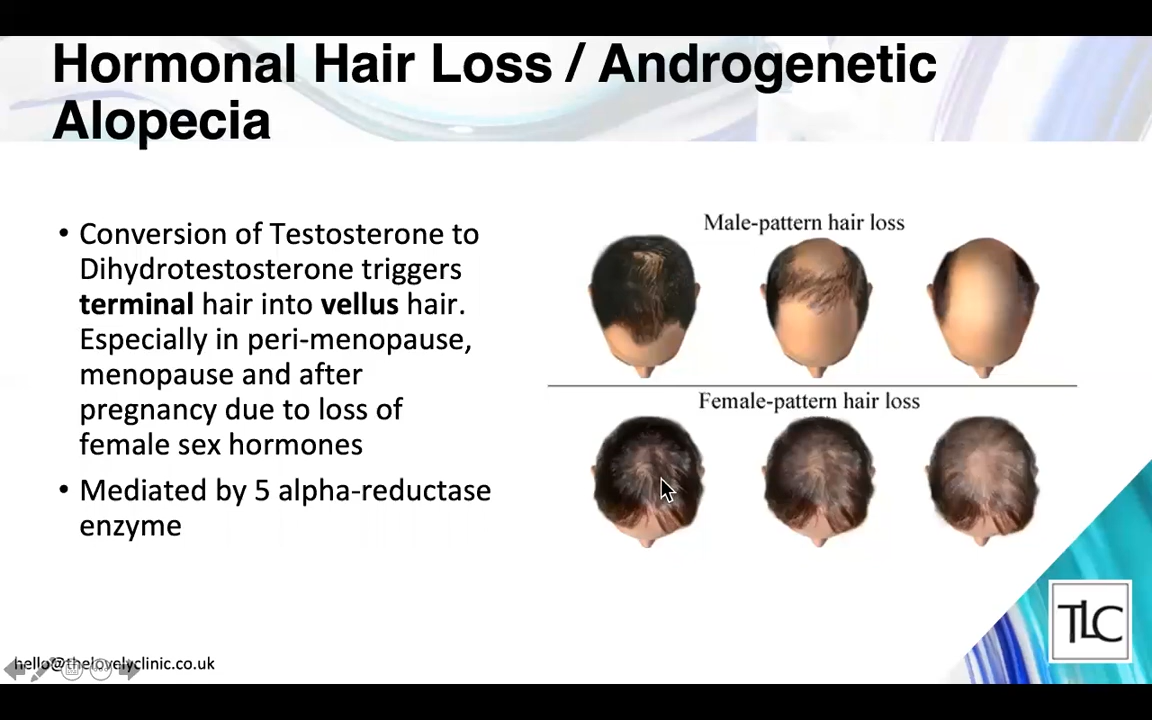 Hormonal Hair Loss / Androgenetic
Alopecia
• Conversion of Testosterone to
Dihydrotestosterone triggers
terminal hair into vellus hair.
Especially in peri-menopause,
menopause and after
pregnancy due to loss of
female sex hormones
• Mediated by 5 alpha-reductase
enzyme
Male-pattern hair loss
Female-pattern hair loss
TLC
hello@thelovelyclinic.co.uk